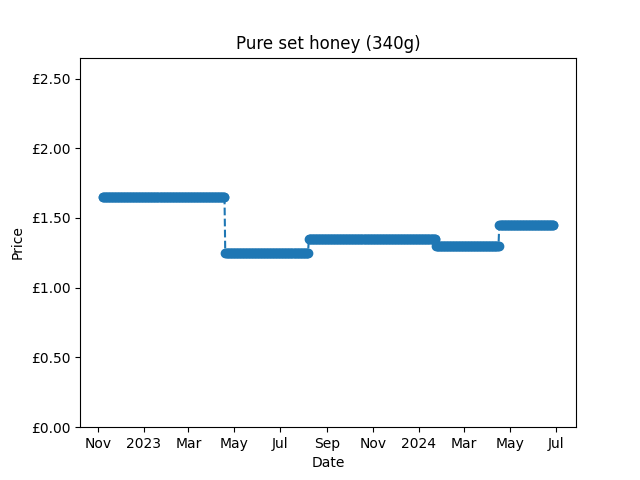 Pure set honey (340g)
£2.50
£2.00
£1.50
£1.00
£0.50
£0.00
Price
Nov 2023 Mar May Jul Sep Nov 2024 Mar May Jul
Date